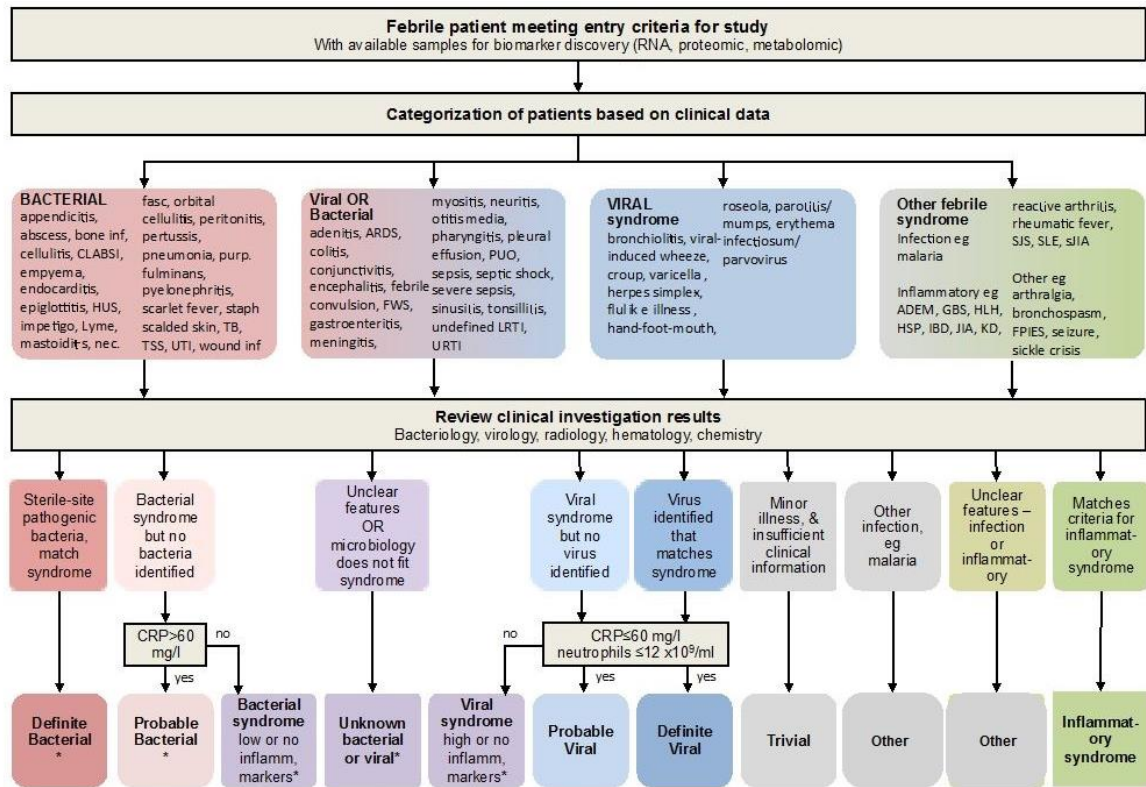 Febrile patient meeting entry criteria for study
With available samples for biomarker discovery (RNA, proteomic, metabolomic)
Categorization of patients based on clinical data
BACTERIAL
appendicitis,
abscess, bone inf,
cellulitis, CLABSI,
empyema,
endocarditis,
epiglottitis, HUS,
impetigo, Lyme,
mastoiditis, nec.
fasc, orbital
cellulitis, peritonitis,
pertussis,
pneumonia, purp.
fulminans,
pyelonephritis,
scarlet fever, staph
scalded skin, TB,
TSS, UTI, wound inf
Viral OR
Bacterial
adenitis, ARDS,
colitis,
conjunctivitis,
encephalitis, febrile
convulsion, FWS,
gastroenteritis,
meningitis,
myositis, neuritis,
otitis media,
pharyngitis, pleural
effusion, PUO,
sepsis, septic shock,
severe sepsis,
sinusitis, tonsillitis,
undefined LRTI,
URTI
VIRAL
syndrome
bronchiolitis, viral-
induced wheeze,
croup, varicella ,
herpes simplex,
flulike illness ,
hand-foot-mouth,
roseola, parotilis/
mumps, erythema
infectiosum/
parvovirus
Other febrile
syndrome
Infection eg
malaria
Inflammatory eg
ADEM, GBS, HLH,
HSP, IBD, JIA, KD,
reactive arthritis,
rheumatic fever,
SJS, SLE, sJIA
Other eg
arthralgia,
bronchospasm,
FPIES, seizure,
sickle crisis
Review clinical investigation results
Bacteriology, virology, radiology, hematology, chemistry
Sterile-site
pathogenic
bacteria,
match
syndrome
Bacterial
syndrome
but no
bacteria
identified
Unclear
features
OR
microbiology
does not fit
syndrome
Viral
syndrome
but no
virus
identified
Virus
identified
that
matches
syndrome
Minor
illness, &
insufficient
clinical
information
Other
infection,
eg
malaria
Unclear
features –
infection
or
inflammat-
ory
Matches
criteria for
inflammat-
ory
syndrome
CRP>60
mg/l
no
yes
no
CRP≤60 mg/l
neutrophils ≤12 x10⁹/ml
yes
yes
Definite
Bacterial
*
Probable
Bacterial
*
Bacterial
syndrome
low or no
inflamm,
markers*
Unknown
bacterial
or viral*
Viral
syndrome
high or no
inflamm,
markers*
Probable
Viral
Definite
Viral
Trivial
Other
Other
Inflammat-
ory
syndrome